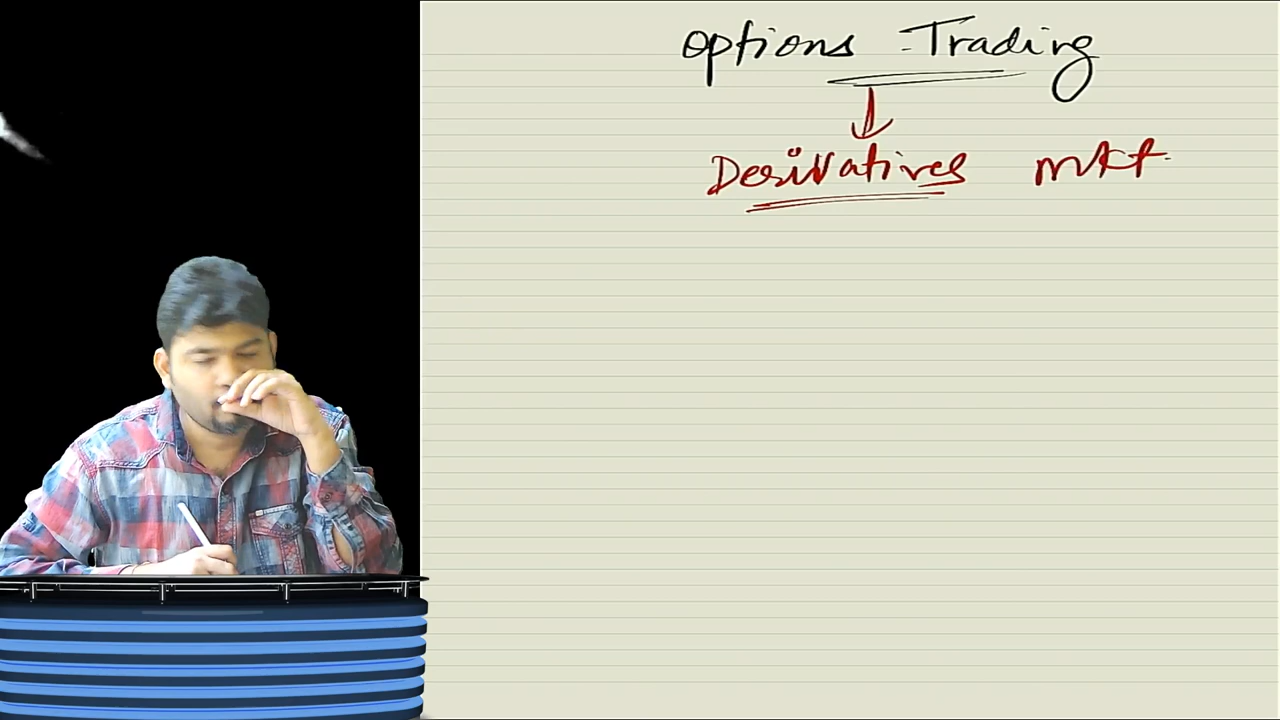 Options :- Trading
↓
Derivatives mkt.